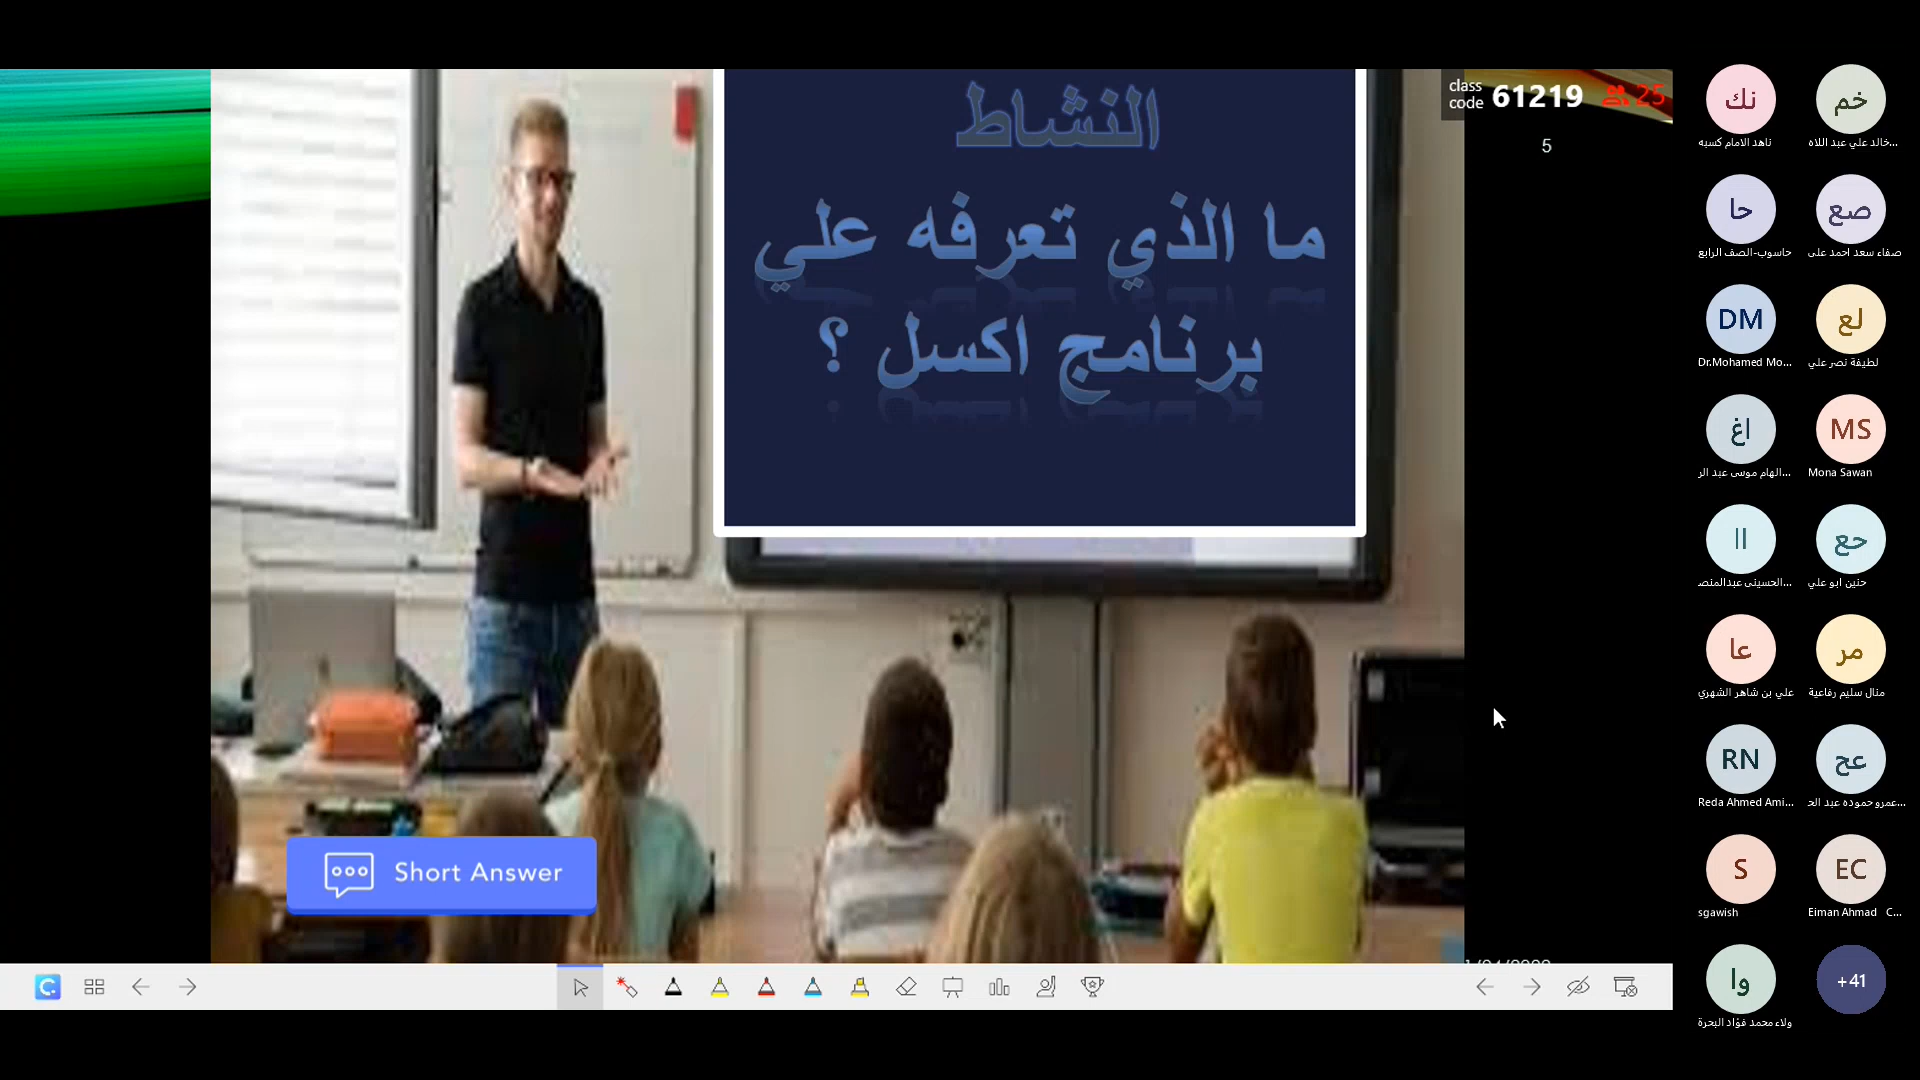 النشاط
ما الذي تعرفه علي
برنامج اكسل ؟
class code 61219 25
5
Short Answer
نك
ناهد الامام كسبه
خم
خالد علي عبد اللاه...
حا
حاسوب-الصف الرابع
صع
صفاء سعد احمد على
DM
Dr.Mohamed Mo...
لع
لطيفة نصر علي
اغ
الهام موسى عبد الر...
MS
Mona Sawan
اا
الحسينى عبدالمنص...
حع
حنين ابو علي
عا
علي بن شاهر الشهري
مر
منال سليم رفاعية
RN
Reda Ahmed Ami...
عح
عمرو حموده عبد الح...
S
sgawish
EC
Eiman Ahmad C...
وا
ولاء محمد فؤاد البحرة
+41